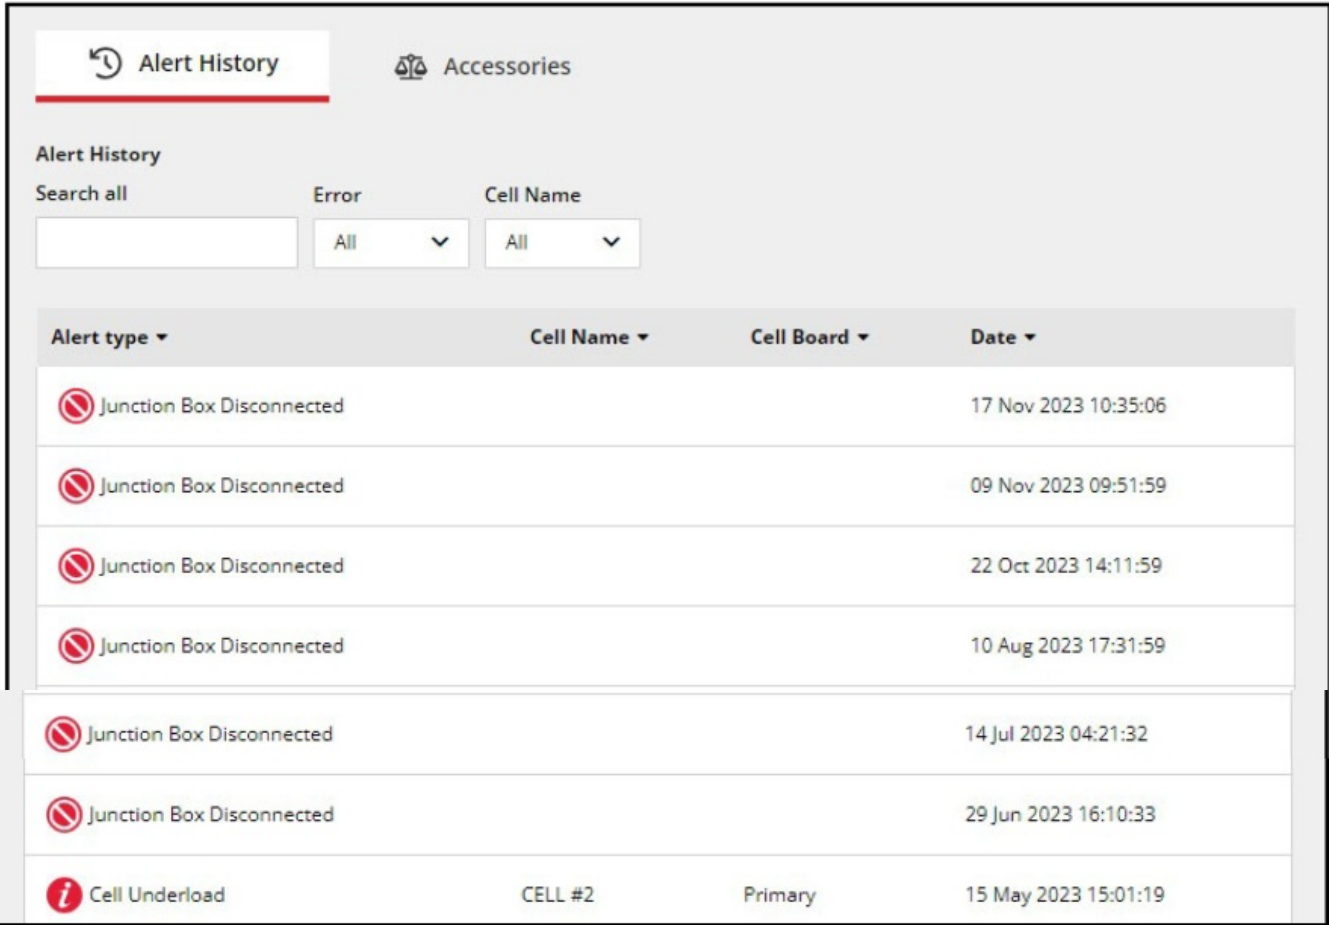 Alert History Accessories
Alert History
Search all Error Cell Name
All All
Alert type Cell Name Cell Board Date
Junction Box Disconnected 17 Nov 2023 10:35:06
Junction Box Disconnected 09 Nov 2023 09:51:59
Junction Box Disconnected 22 Oct 2023 14:11:59
Junction Box Disconnected 10 Aug 2023 17:31:59
Junction Box Disconnected 14 Jul 2023 04:21:32
Junction Box Disconnected 29 Jun 2023 16:10:33
Cell Underload CELL #2 Primary 15 May 2023 15:01:19